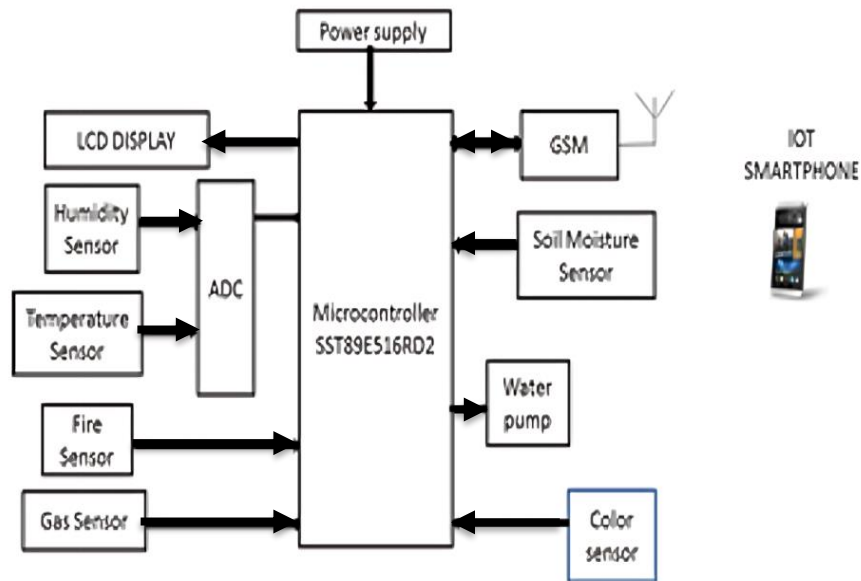 Power supply
LCD DISPLAY
GSM
IOT
SMARTPHONE
Humidity
Sensor
ADC
Soil Moisture
Sensor
Temperature
Sensor
Microcontroller
SST89E516RD2
Water
pump
Fire
Sensor
Gas Sensor
Color
sensor